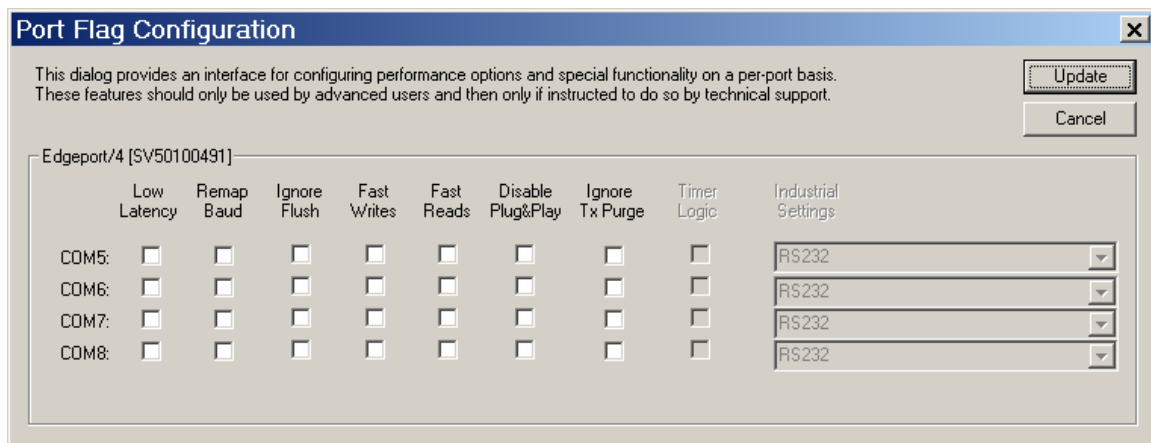 Port Flag Configuration
This dialog provides an interface for configuring performance options and special functionality on a per-port basis.
These features should only be used by advanced users and then only if instructed to do so by technical support.
Update
Cancel
Edgeport/4 [SV50100491]
Low Remap Ignore Fast Fast Disable Ignore Timer Industrial
Latency Baud Flush Writes Reads Plug&Play Tx Purge Logic Settings
COM5: RS232
COM6: RS232
COM7: RS232
COM8: RS232